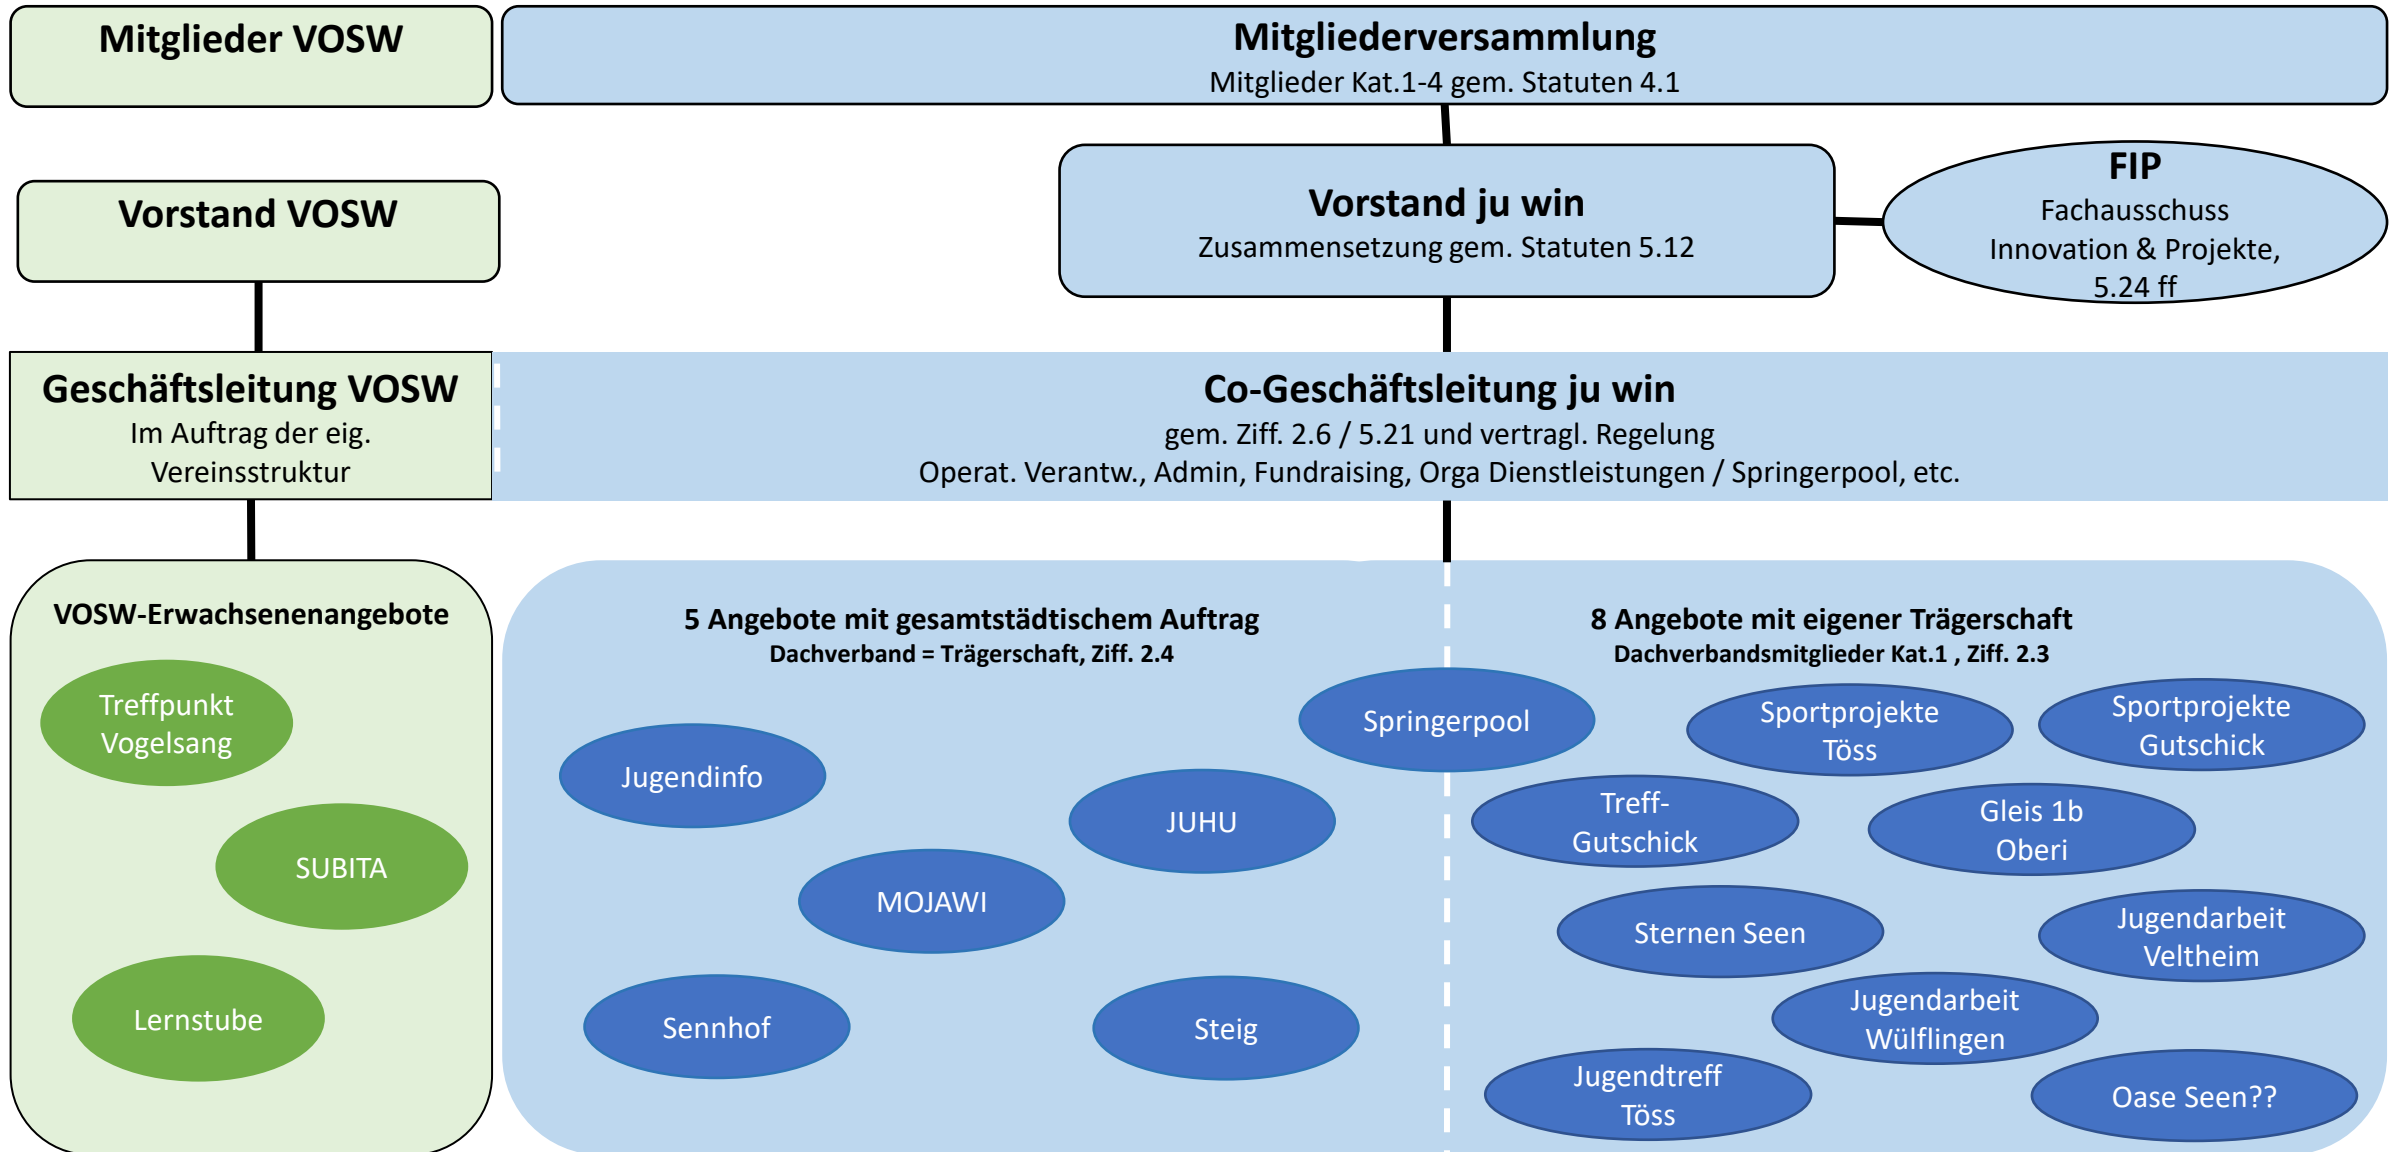 Mitglieder VOSW
Mitgliederversammlung
Mitglieder Kat.1-4 gem. Statuten 4.1
Vorstand VOSW
Vorstand ju win
Zusammensetzung gem. Statuten 5.12
FIP
Fachausschuss
Innovation & Projekte,
5.24 ff
Geschäftsleitung VOSW
Im Auftrag der eig.
Vereinsstruktur
Co-Geschäftsleitung ju win
gem. Ziff. 2.6 / 5.21 und vertragl. Regelung
Operat. Verantw., Admin, Fundraising, Orga Dienstleistungen / Springerpool, etc.
VOSW-Erwachsenenangebote
Treffpunkt
Vogelsang
SUBITA
Lernstube
5 Angebote mit gesamtstädtischem Auftrag
Dachverband = Trägerschaft, Ziff. 2.4
Springerpool
Jugendinfo
JUHU
MOJAWI
Sennhof
Steig
8 Angebote mit eigener Trägerschaft
Dachverbandsmitglieder Kat.1 , Ziff. 2.3
Sportprojekte
Töss
Sportprojekte
Gutschick
Treff-
Gutschick
Gleis 1b
Oberi
Sternen Seen
Jugendarbeit
Veltheim
Jugendarbeit
Wülflingen
Jugendtreff
Töss
Oase Seen??